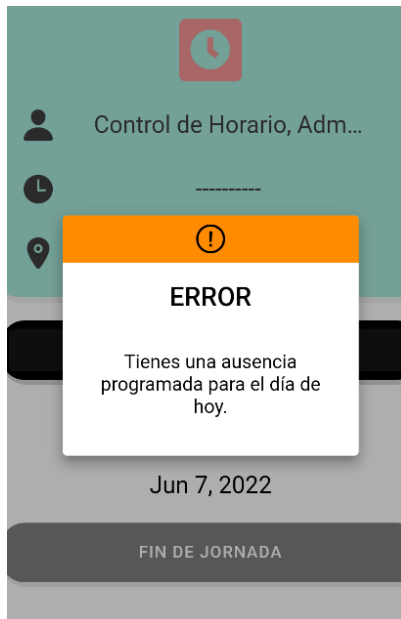 Control de Horario, Adm...
----------
ERROR
Tienes una ausencia
programada para el día de
hoy.
Jun 7, 2022
FIN DE JORNADA